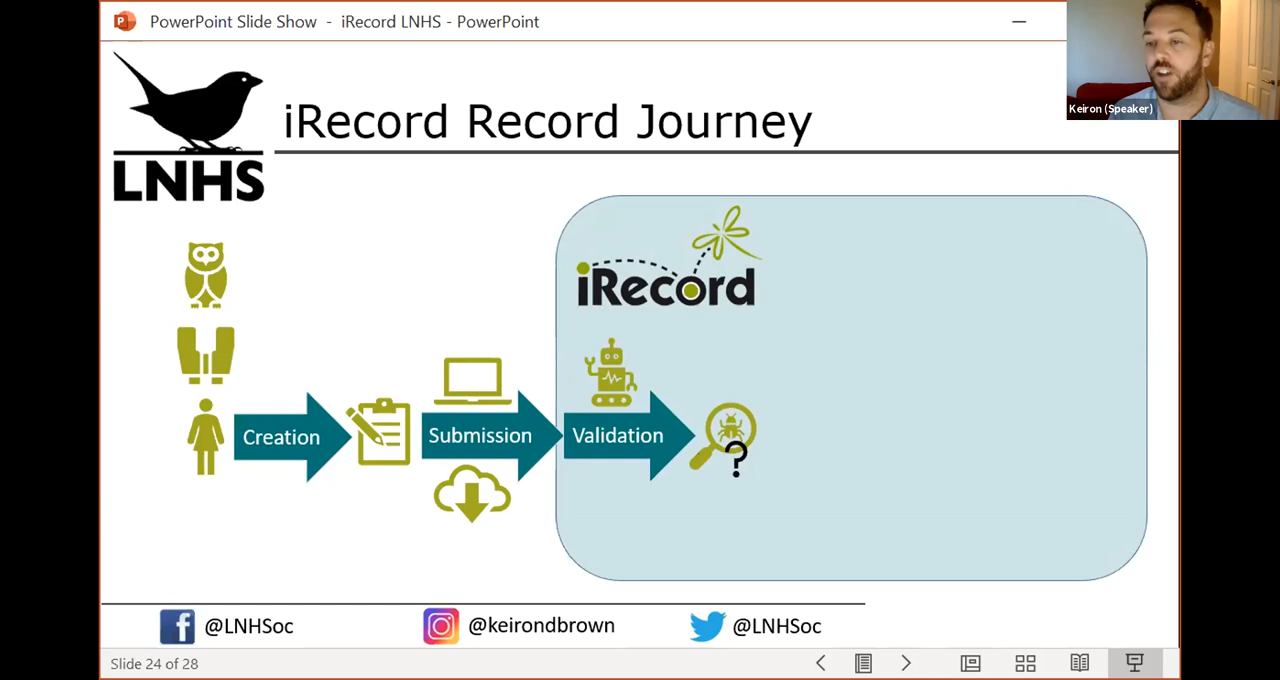 PowerPoint Slide Show - iRecord LNHS - PowerPoint
Keiron (Speaker)
LNHS
iRecord Record Journey
iRecord
Creation
Submission
Validation
?
@LNHSoc
@keirondbrown
@LNHSoc
Slide 24 of 28